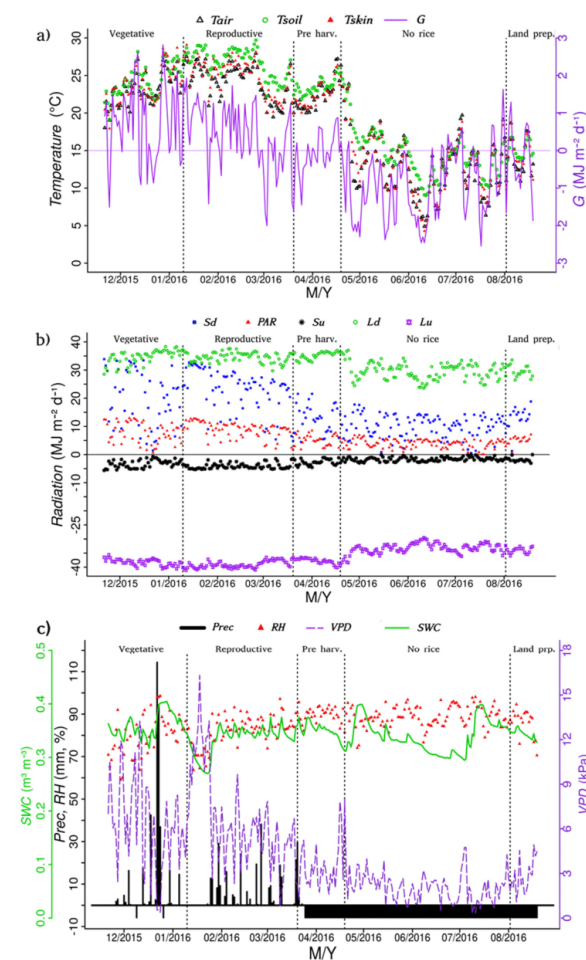 a)
Tair Tsoil Tskin G
Vegetative Reproductive Pre harv. No rice Land prep.
Temperature (°C)
30
25
20
15
10
5
0
G (MJ m⁻² d⁻¹)
3
2
1
0
-1
-2
-3
12/2015 01/2016 02/2016 03/2016 04/2016 05/2016 06/2016 07/2016 08/2016
M/Y
b)
Sd PAR Su Ld Lu
Vegetative Reproductive Pre harv. No rice Land prep.
Radiation (MJ m⁻² d⁻¹)
40
30
20
10
0
-10
-25
-40
12/2015 01/2016 02/2016 03/2016 04/2016 05/2016 06/2016 07/2016 08/2016
M/Y
c)
Prec RH VPD SWC
Vegetative Reproductive Pre harv. No rice Land prp.
SWC (m³ m⁻³)
0.5
0.4
0.3
0.2
0.1
0.0
Prec, RH (mm, %)
110
90
70
50
30
10
-10
VPD (kPa)
18
15
12
9
6
3
0
12/2015 01/2016 02/2016 03/2016 04/2016 05/2016 06/2016 07/2016 08/2016
M/Y